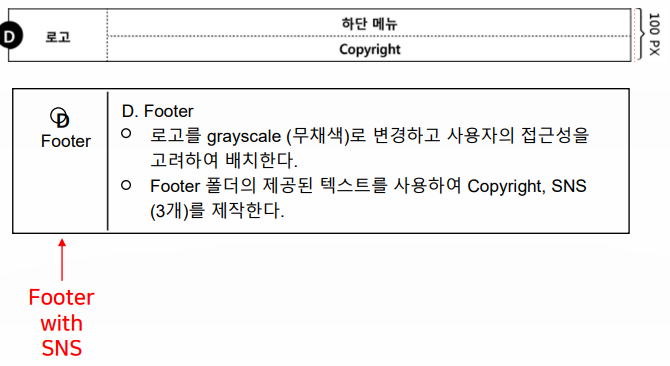 D
로고
하단 메뉴
Copyright
100 PX
D
Footer
D. Footer
로고를 grayscale (무채색)로 변경하고 사용자의 접근성을
고려하여 배치한다.
Footer 폴더의 제공된 텍스트를 사용하여 Copyright, SNS
(3개)를 제작한다.
Footer
with
SNS